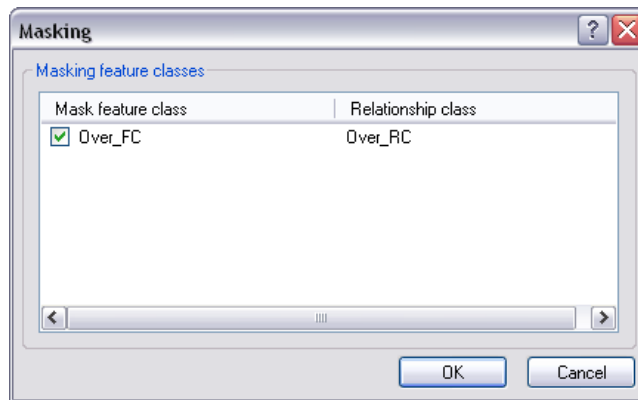 Masking
Masking feature classes
Mask feature class Relationship class
Over_FC Over_RC
OK Cancel